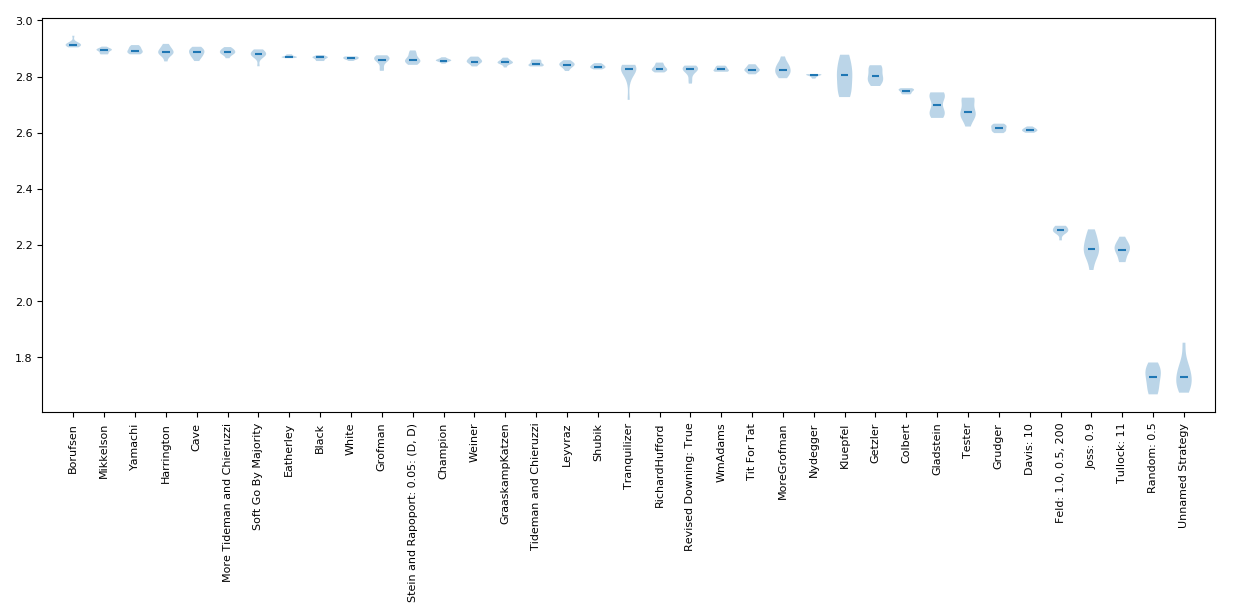 3.0
2.8
2.6
2.4
2.2
2.0
1.8
Borufsen
Mikkelson
Yamachi
Harrington
Cave
More Tideman and Chieruzzi
Soft Go By Majority
Eatherley
Black
White
Grofman
Stein and Rapoport: 0.05: (D, D)
Champion
Weiner
GraaskampKatzen
Tideman and Chieruzzi
Leyvraz
Shubik
Tranquilizer
RichardHufford
Revised Downing: True
WmAdams
Tit For Tat
MoreGrofman
Nydegger
Kluepfel
Getzler
Colbert
Gladstein
Tester
Grudger
Davis: 10
Feld: 1.0, 0.5, 200
Joss: 0.9
Tullock: 11
Random: 0.5
Unnamed Strategy